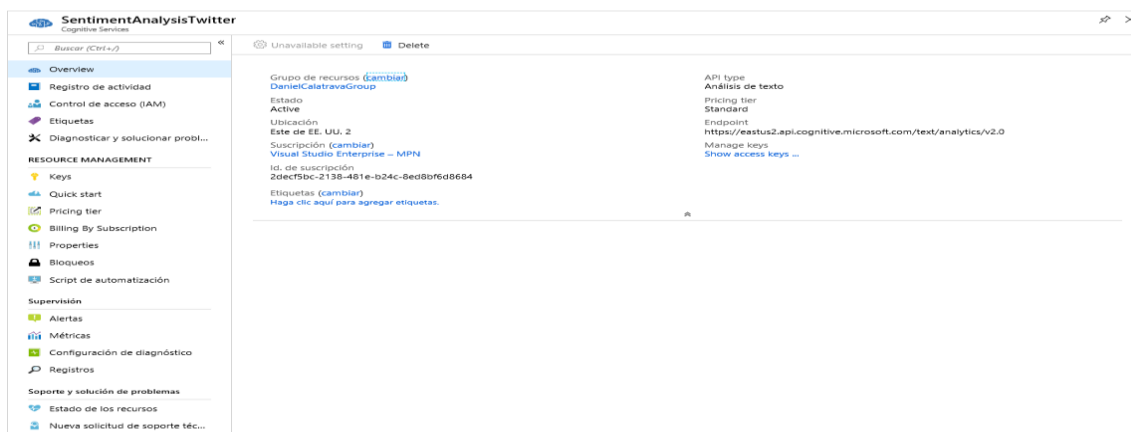 SentimentAnalysisTwitter
Cognitive Services
Buscar (Ctrl+/)
«
Overview
Registro de actividad
Control de acceso (IAM)
Etiquetas
Diagnosticar y solucionar probl...
RESOURCE MANAGEMENT
Keys
Quick start
Pricing tier
Billing By Subscription
Properties
Bloqueos
Script de automatización
Supervisión
Alertas
Métricas
Configuración de diagnóstico
Registros
Soporte y solución de problemas
Estado de los recursos
Nueva solicitud de soporte téc...
Unavailable setting
Delete
Grupo de recursos (cambiar)
DanielCalatravaGroup
Estado
Active
Ubicación
Este de EE. UU. 2
Suscripción (cambiar)
Visual Studio Enterprise – MPN
Id. de suscripción
2decf5bc-2138-481e-b24c-8ed8bf6d8684
Etiquetas (cambiar)
Haga clic aquí para agregar etiquetas.
API type
Análisis de texto
Pricing tier
Standard
Endpoint
https://eastus2.api.cognitive.microsoft.com/text/analytics/v2.0
Manage keys
Show access keys ...